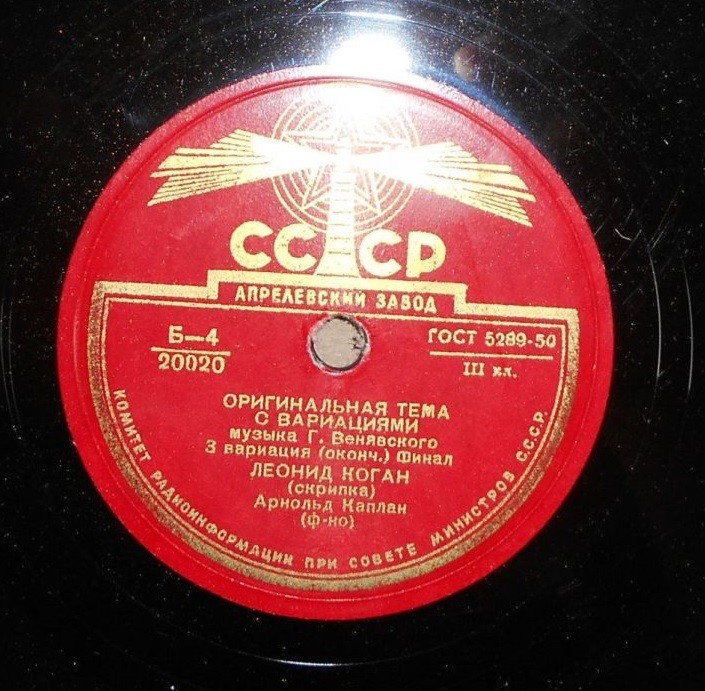 СССР
АПРЕЛЕВСКИЙ ЗАВОД
Б—4
20020
ГОСТ 5289-50
III кл.
ОРИГИНАЛЬНАЯ ТЕМА
С ВАРИАЦИЯМИ
музыка Г. Венявского
3 вариация (оконч.) Финал
ЛЕОНИД КОГАН
(скрипка)
Арнольд Каплан
(ф-но)
КОМИТЕТ РАДИОИНФОРМАЦИИ ПРИ СОВЕТЕ МИНИСТРОВ С.С.С.Р.